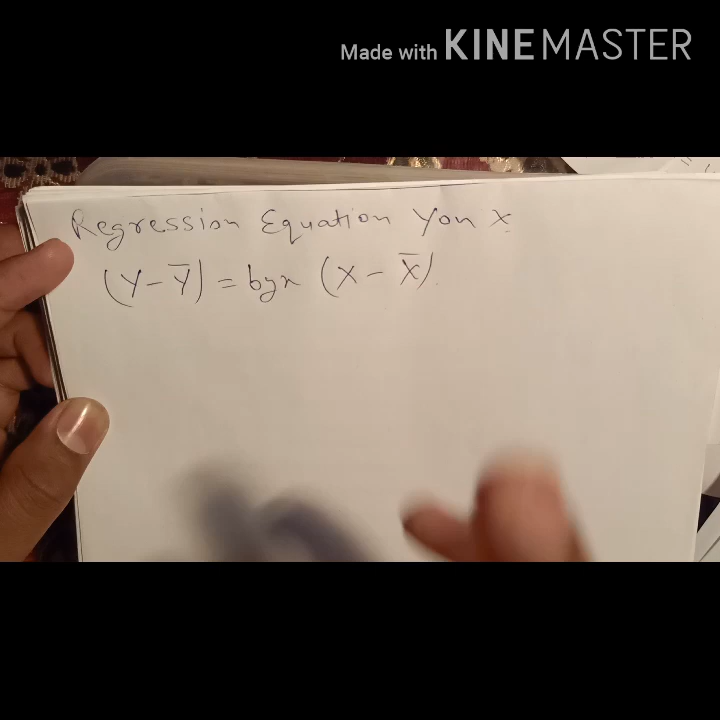 Made with KINEMASTER
Regression Equation Y on X
(Y - Y̅) = byx (X - X̅)